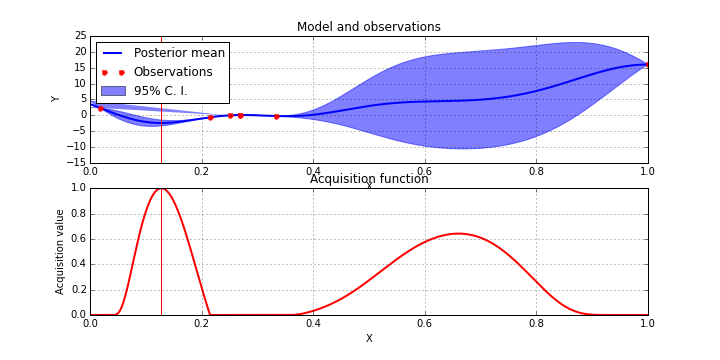 Model and observations
25
20
15
10
5
0
−5
−10
−15
Y
Posterior mean
Observations
95% C. I.
0.0 0.2 0.4 0.6 0.8 1.0
X
Acquisition function
1.0
0.8
0.6
0.4
0.2
0.0
Acquisition value
0.0 0.2 0.4 0.6 0.8 1.0
X